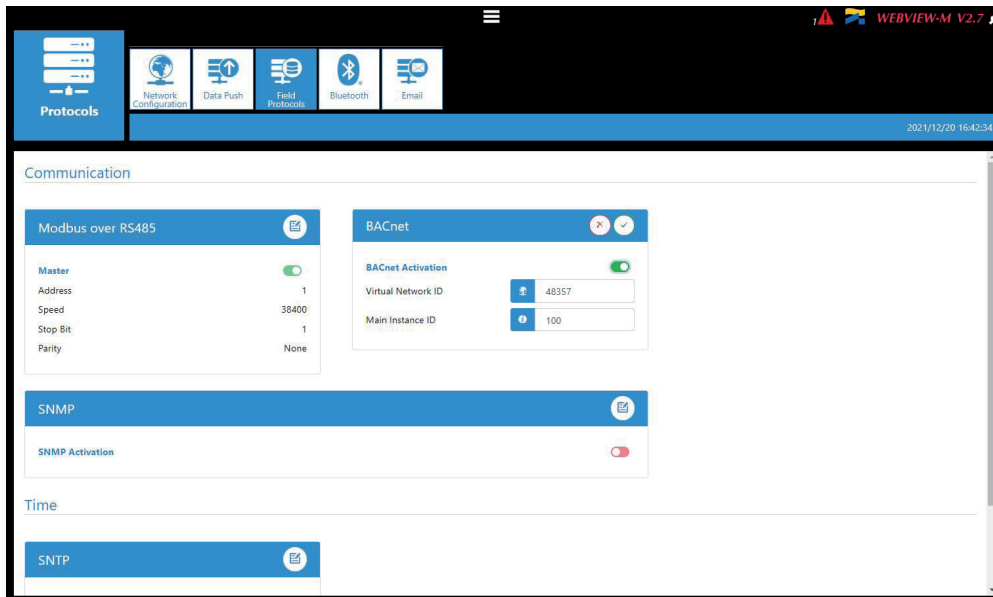 1
WEBVIEW-M V2.7
Protocols
Network
Configuration
Data Push
Field
Protocols
Bluetooth
Email
2021/12/20 16:42:34
Communication
Modbus over RS485
Master
Address 1
Speed 38400
Stop Bit 1
Parity None
BACnet
BACnet Activation
Virtual Network ID 48357
Main Instance ID 100
SNMP
SNMP Activation
Time
SNTP